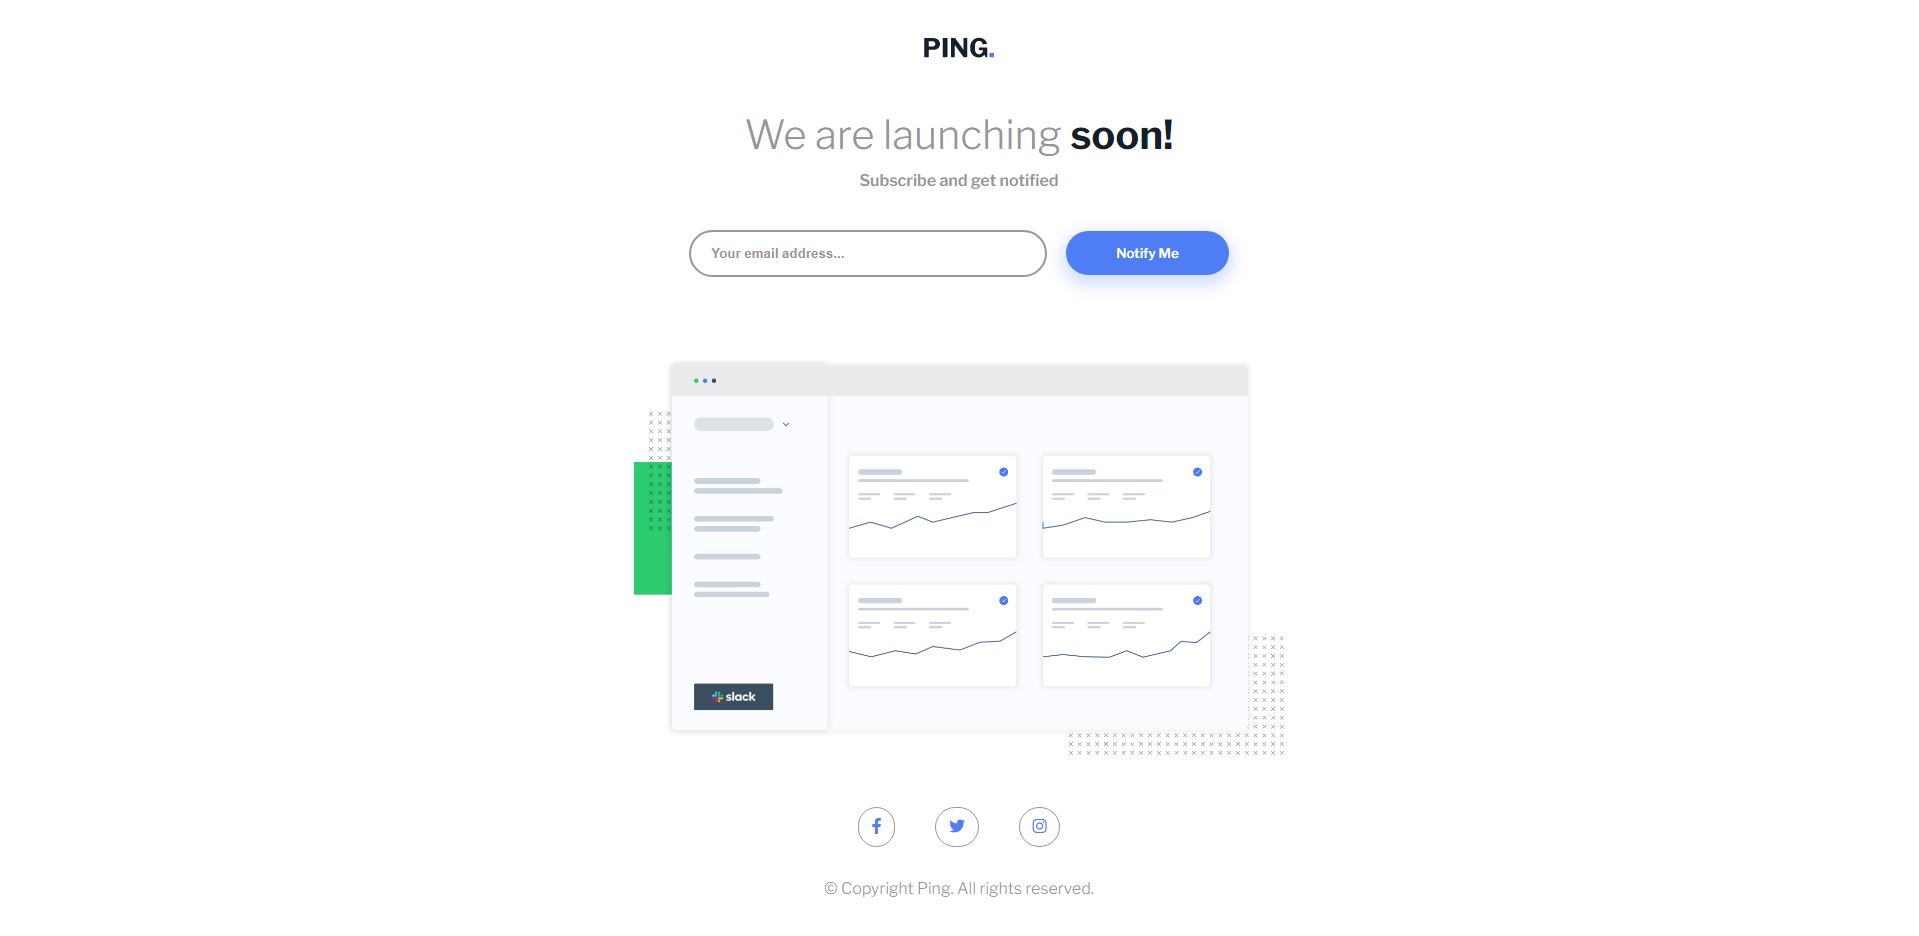 PING.
We are launching soon!
Subscribe and get notified
Your email address...
Notify Me
slack
© Copyright Ping. All rights reserved.